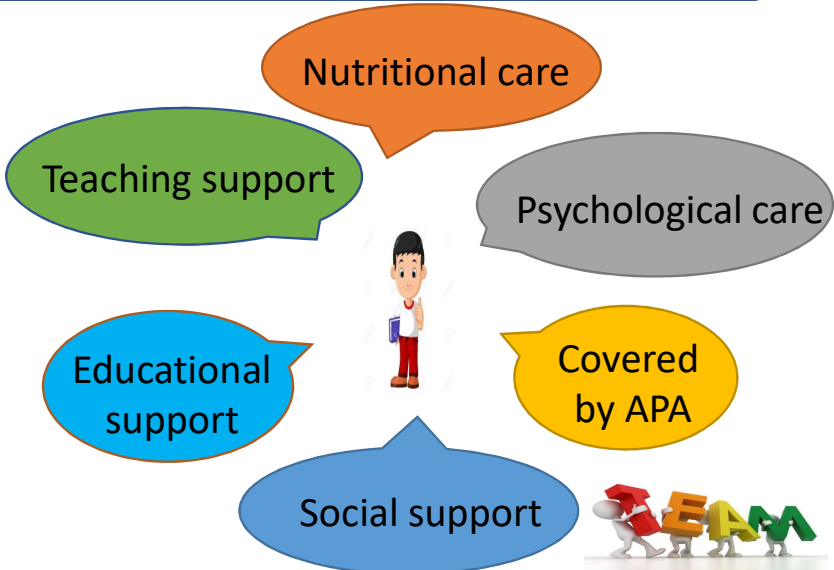 Nutritional care
Teaching support
Psychological care
Educational
support
Covered
by APA
Social support
TEAM